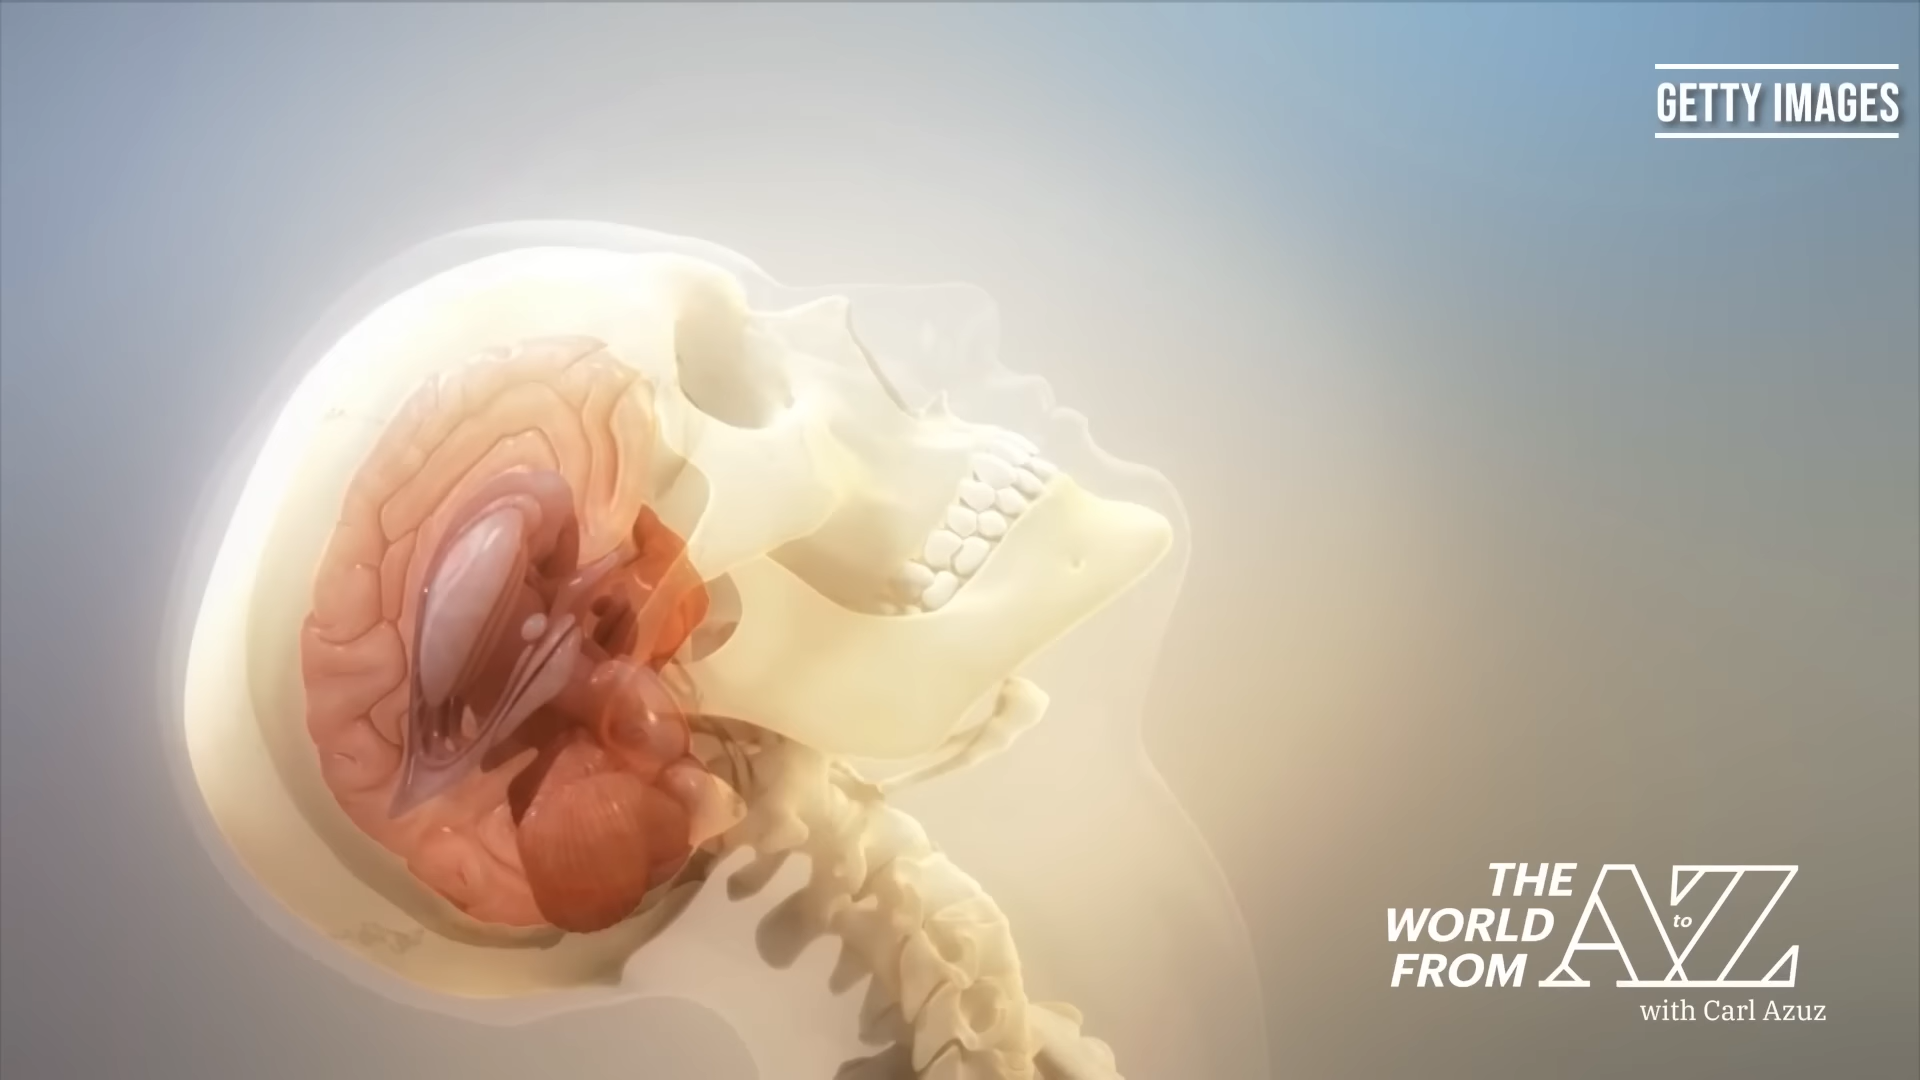 GETTY IMAGES
THE
WORLD
FROM
A to Z
with Carl Azuz